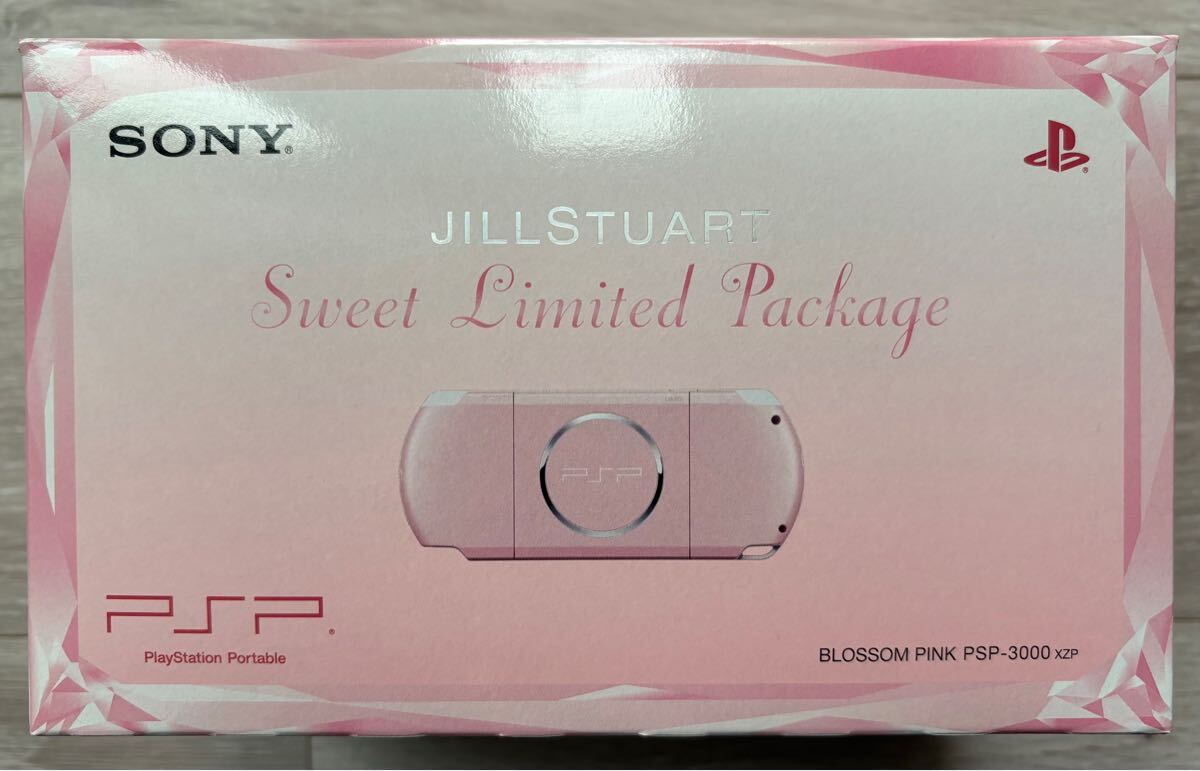 SONY®
JILLSTUART
Sweet Limited Package
PSP
PSP®
PlayStation Portable
BLOSSOM PINK PSP-3000 XZP